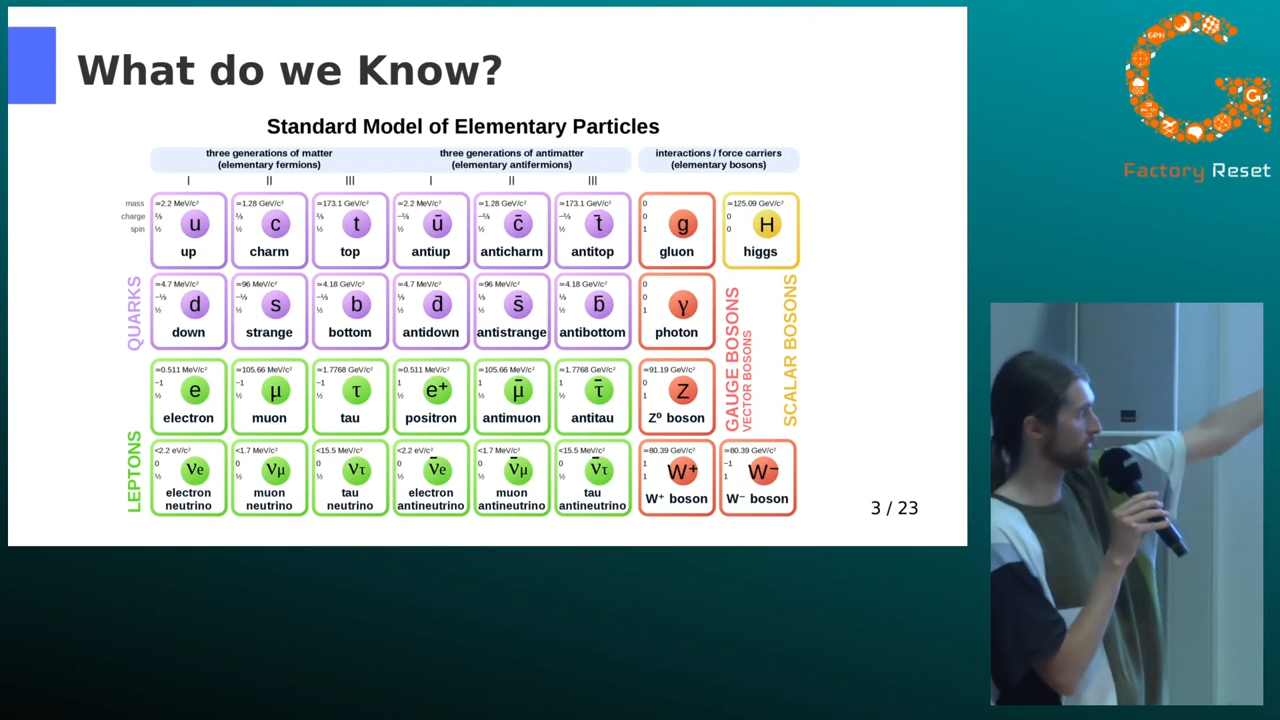 What do we Know?
Standard Model of Elementary Particles
three generations of matter
(elementary fermions)
three generations of antimatter
(elementary antifermions)
interactions / force carriers
(elementary bosons)
I II III I II III
mass
charge
spin
≃2.2 MeV/c²
⅔
½
u
up
≃1.28 GeV/c²
⅔
½
c
charm
≃173.1 GeV/c²
⅔
½
t
top
≃2.2 MeV/c²
−⅔
½
ū
antiup
≃1.28 GeV/c²
−⅔
½
c̄
anticharm
≃173.1 GeV/c²
−⅔
½
t̄
antitop
0
0
1
g
gluon
≃125.09 GeV/c²
0
0
H
higgs
QUARKS
≃4.7 MeV/c²
−⅓
½
d
down
≃96 MeV/c²
−⅓
½
s
strange
≃4.18 GeV/c²
−⅓
½
b
bottom
≃4.7 MeV/c²
⅓
½
d̄
antidown
≃96 MeV/c²
⅓
½
s̄
antistrange
≃4.18 GeV/c²
⅓
½
b̄
antibottom
0
0
1
γ
photon
GAUGE BOSONS
VECTOR BOSONS
SCALAR BOSONS
LEPTONS
≃0.511 MeV/c²
−1
½
e
electron
≃105.66 MeV/c²
−1
½
μ
muon
≃1.7768 GeV/c²
−1
½
τ
tau
≃0.511 MeV/c²
1
½
e⁺
positron
≃105.66 MeV/c²
1
½
μ̄
antimuon
≃1.7768 GeV/c²
1
½
τ̄
antitau
≃91.19 GeV/c²
0
1
Z
Z⁰ boson
<2.2 eV/c²
0
½
νe
electron
neutrino
<1.7 MeV/c²
0
½
νμ
muon
neutrino
<15.5 MeV/c²
0
½
ντ
tau
neutrino
<2.2 eV/c²
0
½
ν̄e
electron
antineutrino
<1.7 MeV/c²
0
½
ν̄μ
muon
antineutrino
<15.5 MeV/c²
0
½
ν̄τ
tau
antineutrino
≃80.39 GeV/c²
1
1
W⁺
W⁺ boson
≃80.39 GeV/c²
−1
1
W⁻
W⁻ boson
3 / 23
GPN
Factory Reset